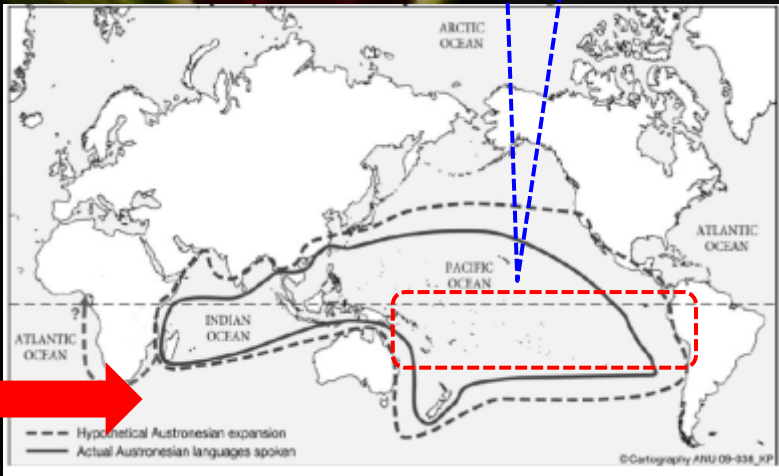 ARCTIC
OCEAN
ATLANTIC
OCEAN
PACIFIC
OCEAN
?
INDIAN
OCEAN
ATLANTIC
OCEAN
Hypothetical Austronesian expansion
Actual Austronesian languages spoken
©Cartography ANU 09-038_KP